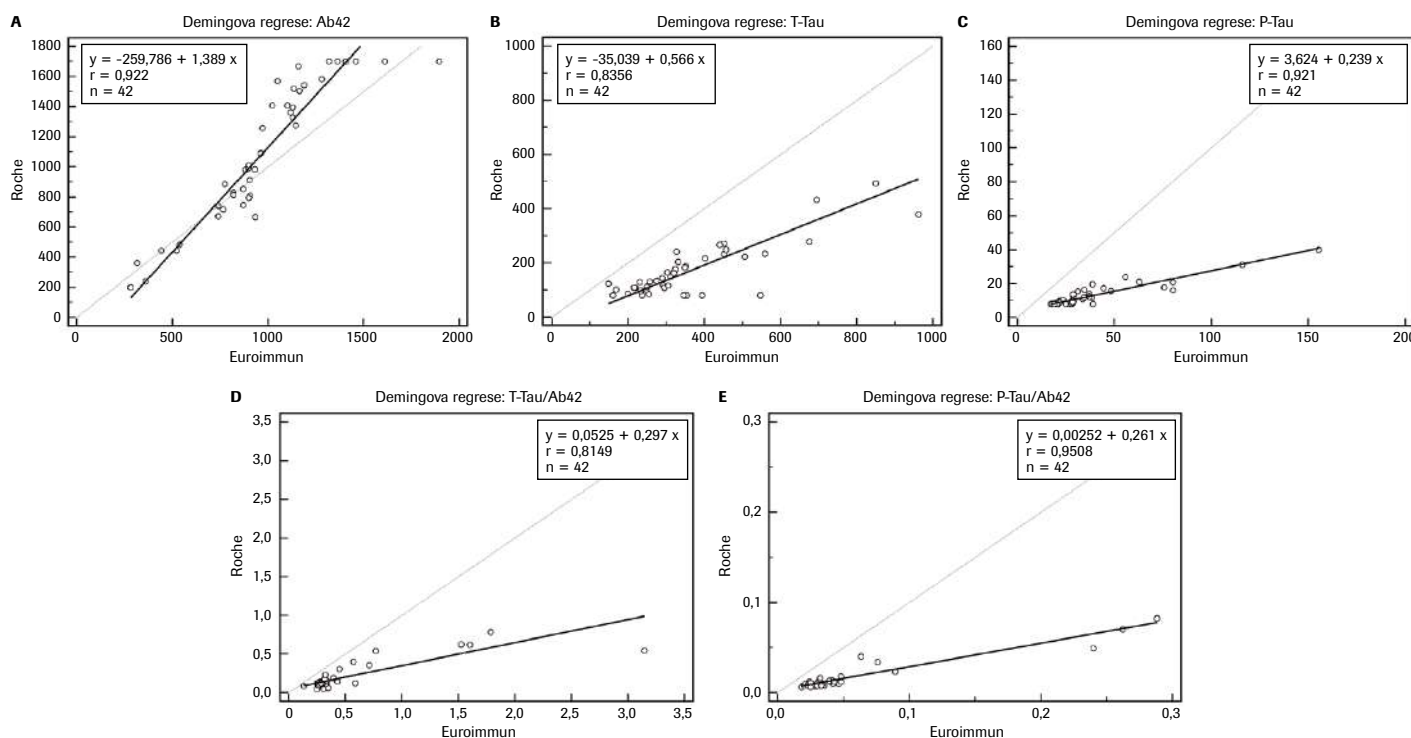 A
Demingova regrese: Ab42
y = -259,786 + 1,389 x
r = 0,922
n = 42
1800
1600
1400
1200
1000
800
600
400
200
0
Roche
0 500 1000 1500 2000
Euroimmun
B
Demingova regrese: T-Tau
y = -35,039 + 0,566 x
r = 0,8356
n = 42
1000
800
600
400
200
0
Roche
0 200 400 600 800 1000
Euroimmun
C
Demingova regrese: P-Tau
y = 3,624 + 0,239 x
r = 0,921
n = 42
160
140
120
100
80
60
40
20
0
Roche
0 50 100 150 200
Euroimmun
D
Demingova regrese: T-Tau/Ab42
y = 0,0525 + 0,297 x
r = 0,8149
n = 42
3,5
3,0
2,5
2,0
1,5
1,0
0,5
0,0
Roche
0 0,5 1,0 1,5 2,0 2,5 3,0 3,5
Euroimmun
E
Demingova regrese: P-Tau/Ab42
y = 0,00252 + 0,261 x
r = 0,9508
n = 42
0,3
0,2
0,1
0,0
Roche
0,0 0,1 0,2 0,3
Euroimmun